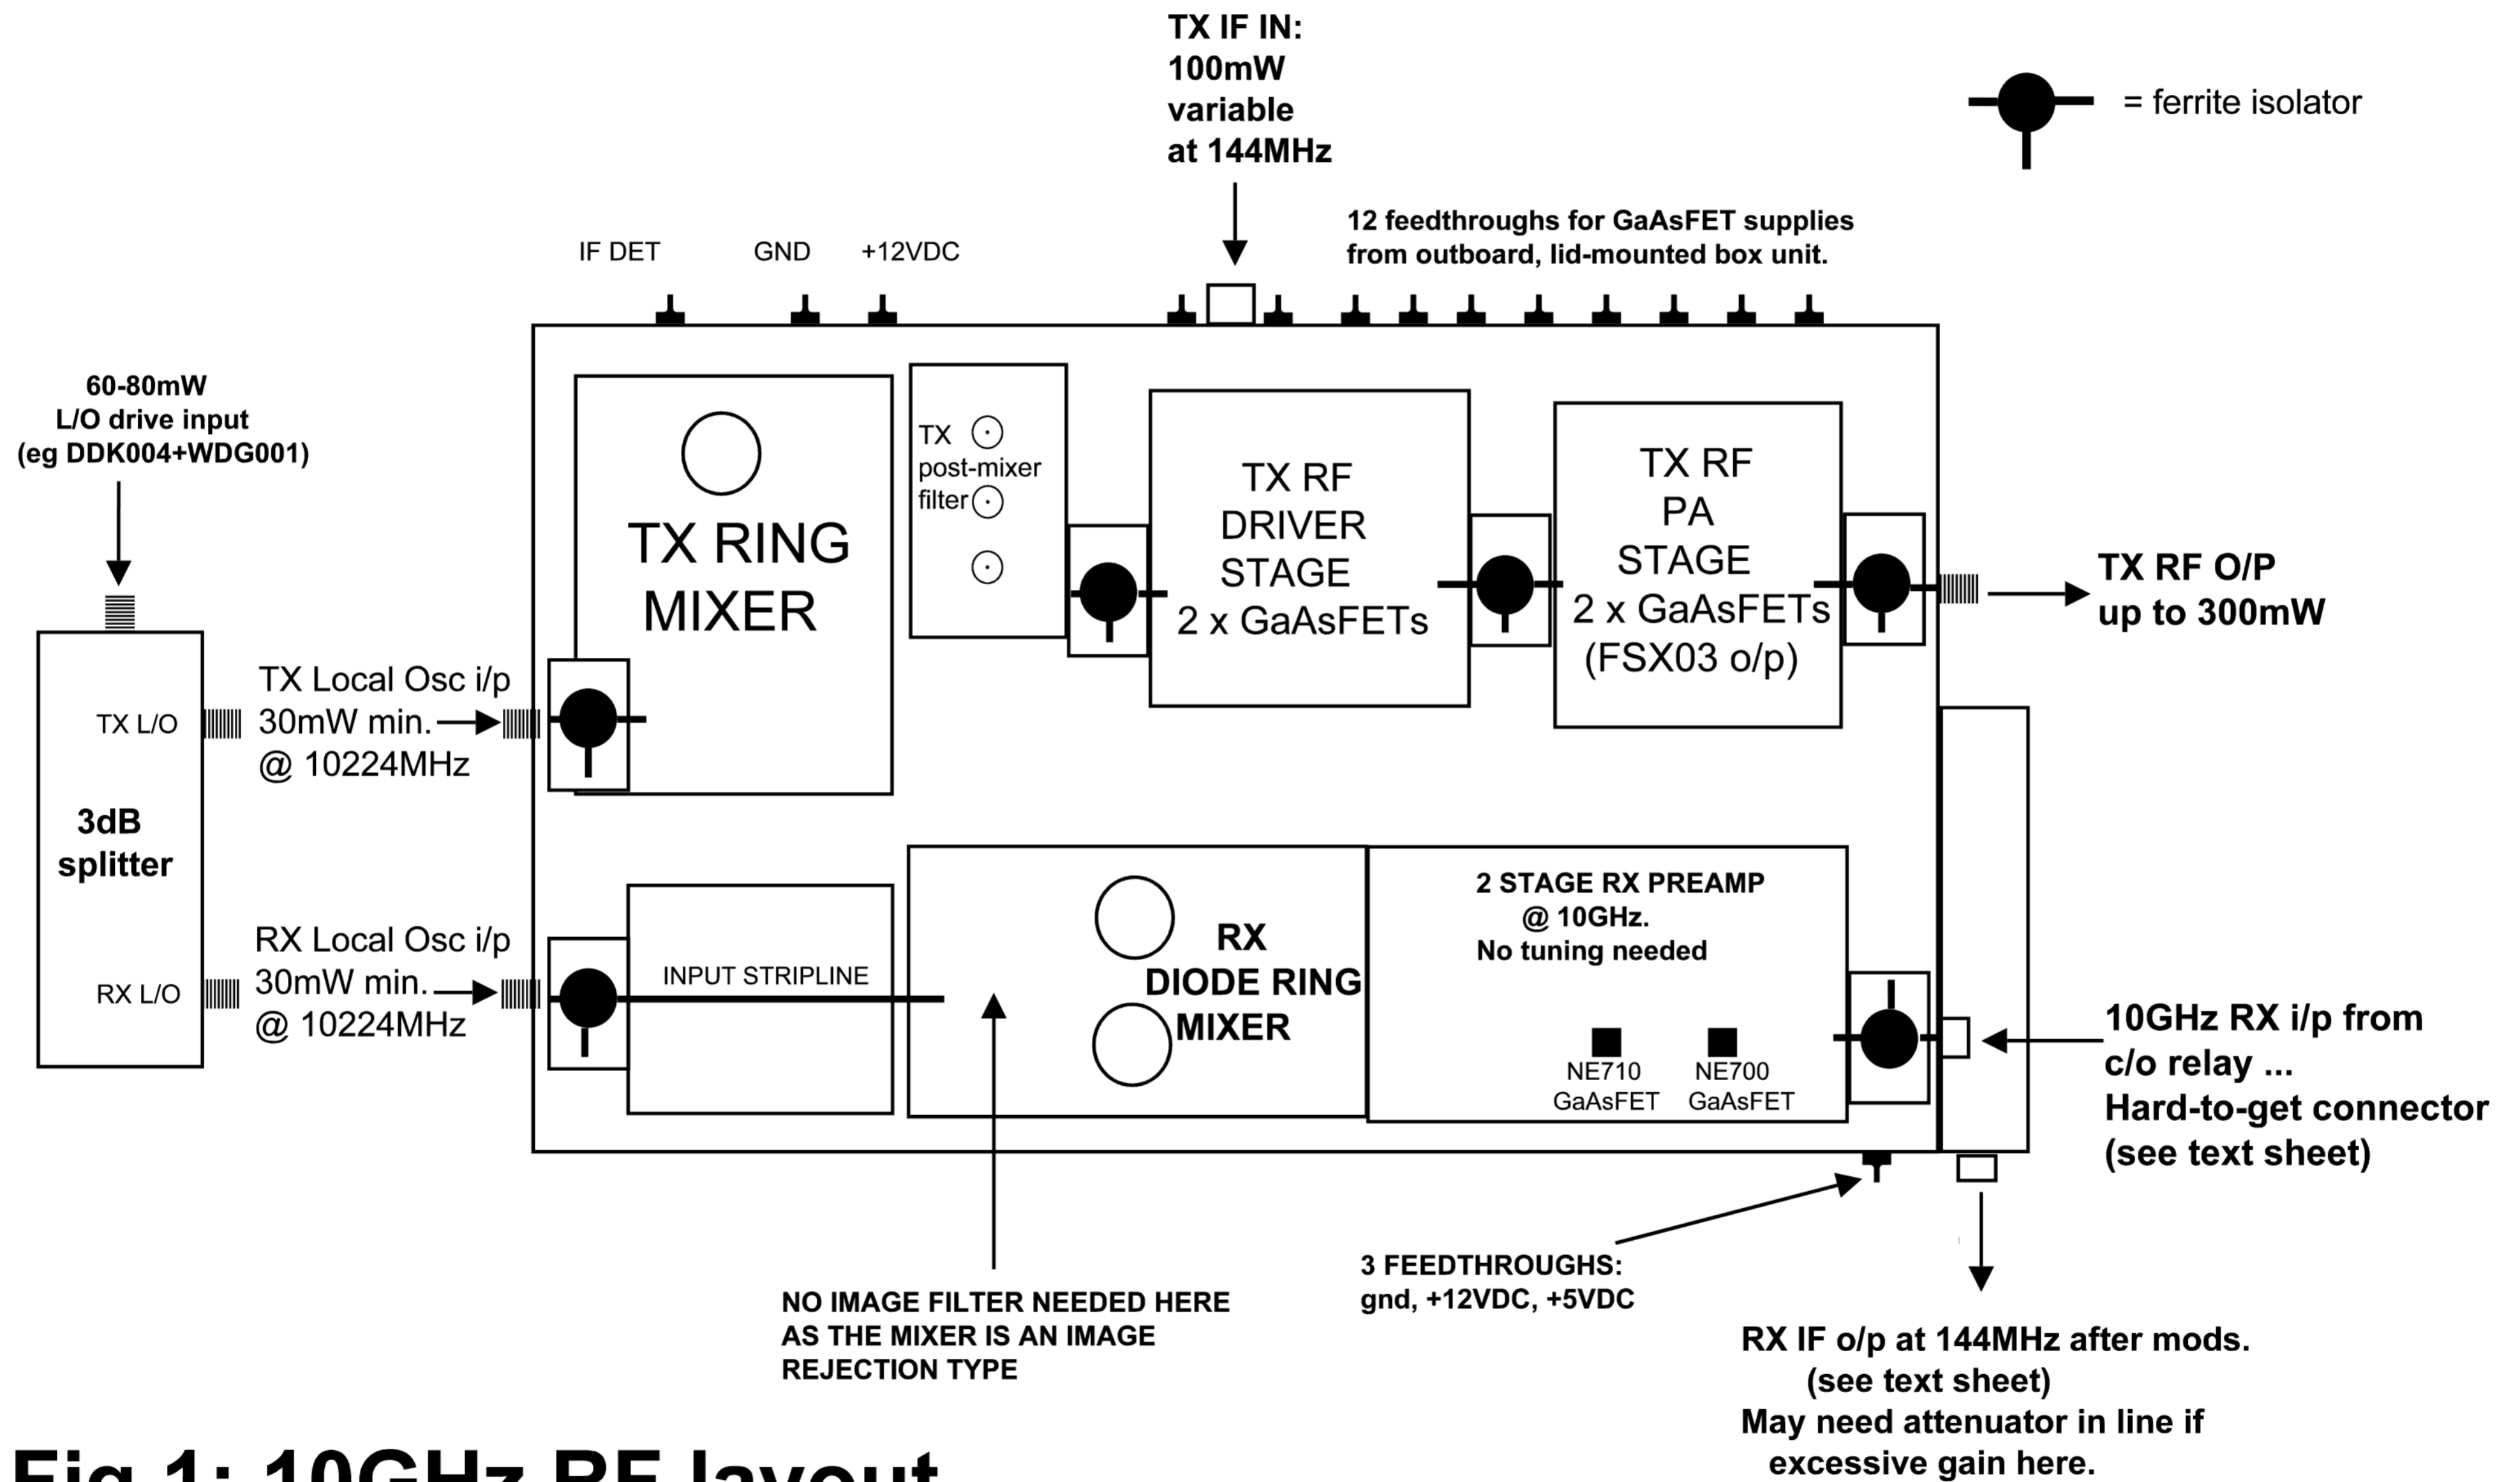 TX IF IN:
100mW
variable
at 144MHz
= ferrite isolator
12 feedthroughs for GaAsFET supplies
from outboard, lid-mounted box unit.
IF DET
GND
+12VDC
60-80mW
L/O drive input
(eg DDK004+WDG001)
TX
post-mixer
filter
TX RING
MIXER
TX RF
DRIVER
STAGE
2 x GaAsFETs
TX RF
PA
STAGE
2 x GaAsFETs
(FSX03 o/p)
TX RF O/P
up to 300mW
TX L/O
TX Local Osc i/p
30mW min.
@ 10224MHz
3dB
splitter
RX L/O
RX Local Osc i/p
30mW min.
@ 10224MHz
INPUT STRIPLINE
RX
DIODE RING
MIXER
2 STAGE RX PREAMP
@ 10GHz.
No tuning needed
NE710
GaAsFET
NE700
GaAsFET
10GHz RX i/p from
c/o relay ...
Hard-to-get connector
(see text sheet)
NO IMAGE FILTER NEEDED HERE
AS THE MIXER IS AN IMAGE
REJECTION TYPE
3 FEEDTHROUGHS:
gnd, +12VDC, +5VDC
RX IF o/p at 144MHz after mods.
(see text sheet)
May need attenuator in line if
excessive gain here.
Fig 1: 10GHz RF layout